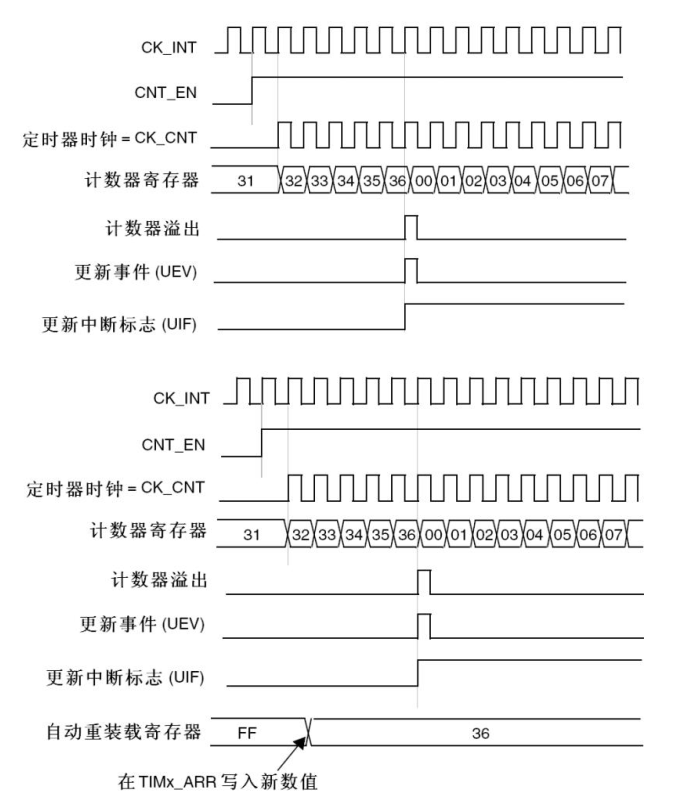 CK_INT
CNT_EN
定时器时钟 = CK_CNT
计数器寄存器 31 32 33 34 35 36 00 01 02 03 04 05 06 07
计数器溢出
更新事件 (UEV)
更新中断标志 (UIF)
CK_INT
CNT_EN
定时器时钟 = CK_CNT
计数器寄存器 31 32 33 34 35 36 00 01 02 03 04 05 06 07
计数器溢出
更新事件 (UEV)
更新中断标志 (UIF)
自动重装载寄存器 FF 36
在 TIMx_ARR 写入新数值